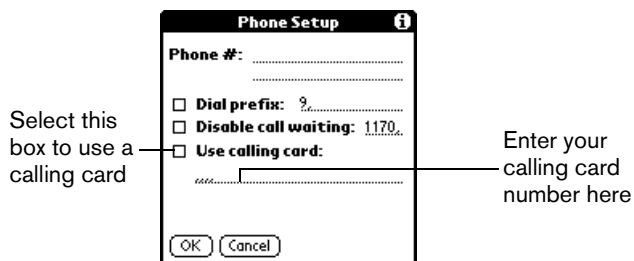 Phone Setup
Phone #:
Dial prefix: 9,
Disable call waiting: 1170,
Use calling card:
,,,,
OK Cancel
Select this
box to use a
calling card
Enter your
calling card
number here